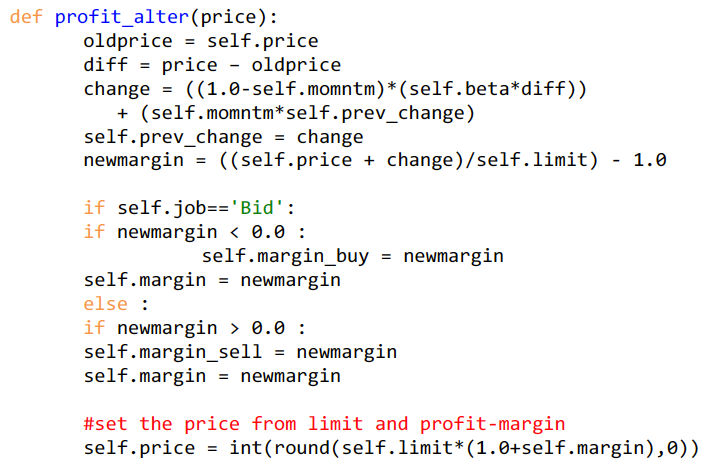 def profit_alter(price):
oldprice = self.price
diff = price – oldprice
change = ((1.0-self.momntm)*(self.beta*diff))
+ (self.momntm*self.prev_change)
self.prev_change = change
newmargin = ((self.price + change)/self.limit) - 1.0
if self.job=='Bid':
if newmargin < 0.0 :
self.margin_buy = newmargin
self.margin = newmargin
else :
if newmargin > 0.0 :
self.margin_sell = newmargin
self.margin = newmargin
#set the price from limit and profit-margin
self.price = int(round(self.limit*(1.0+self.margin),0))